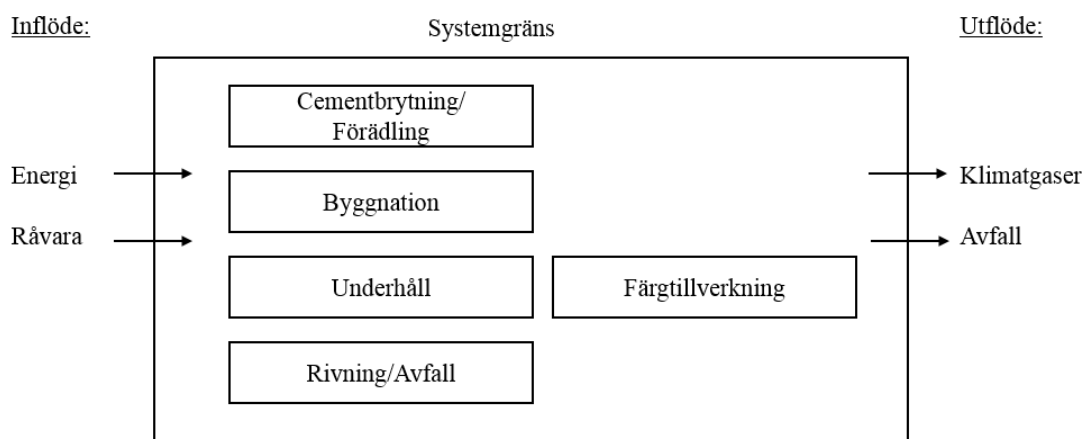 Inflöde:
Systemgräns
Utflöde:
Cementbrytning/
Förädling
Energi
Klimatgaser
Byggnation
Råvara
Avfall
Underhåll
Färgtillverkning
Rivning/Avfall